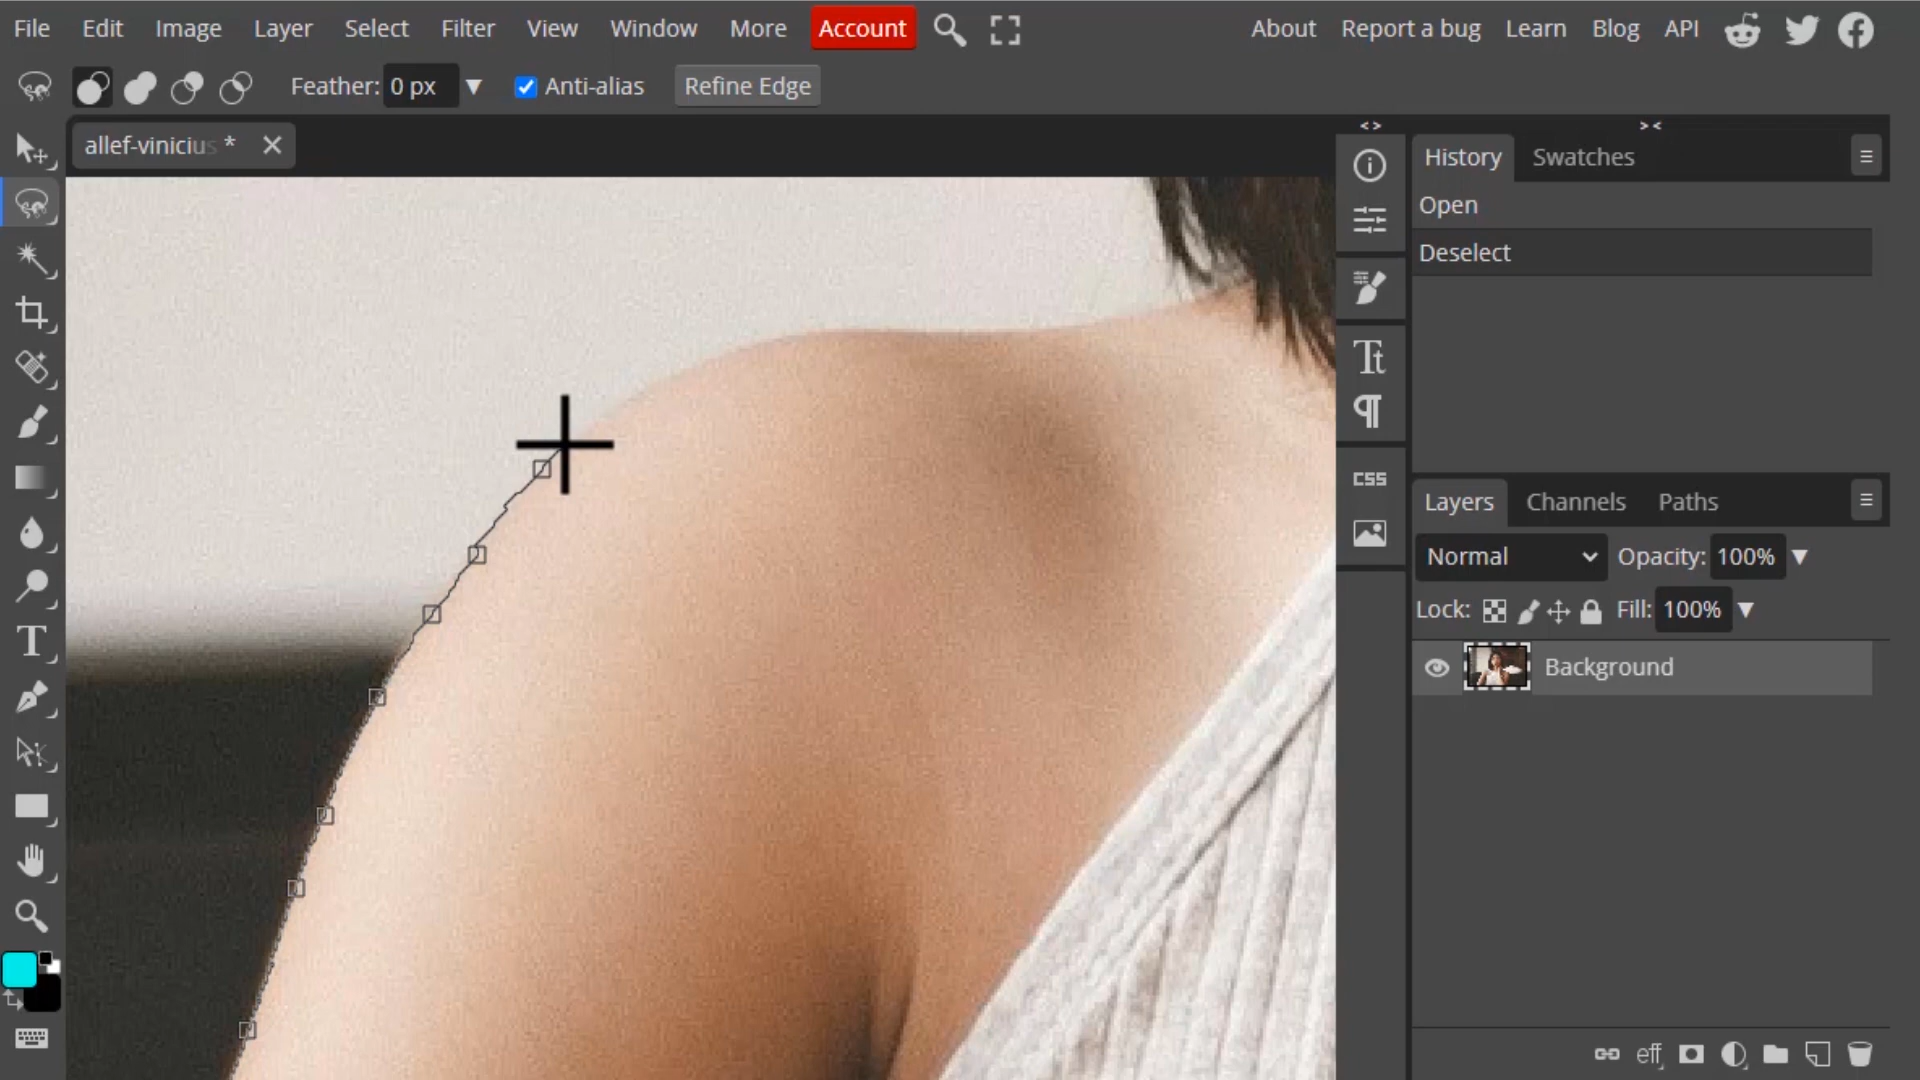 File Edit Image Layer Select Filter View Window More Account About Report a bug Learn Blog API
Feather: 0 px Anti-alias Refine Edge
allef-vinicius *
History Swatches
Open
Deselect
Tt
CSS
Layers Channels Paths
Normal Opacity: 100%
Lock: Fill: 100%
Background
T
eff